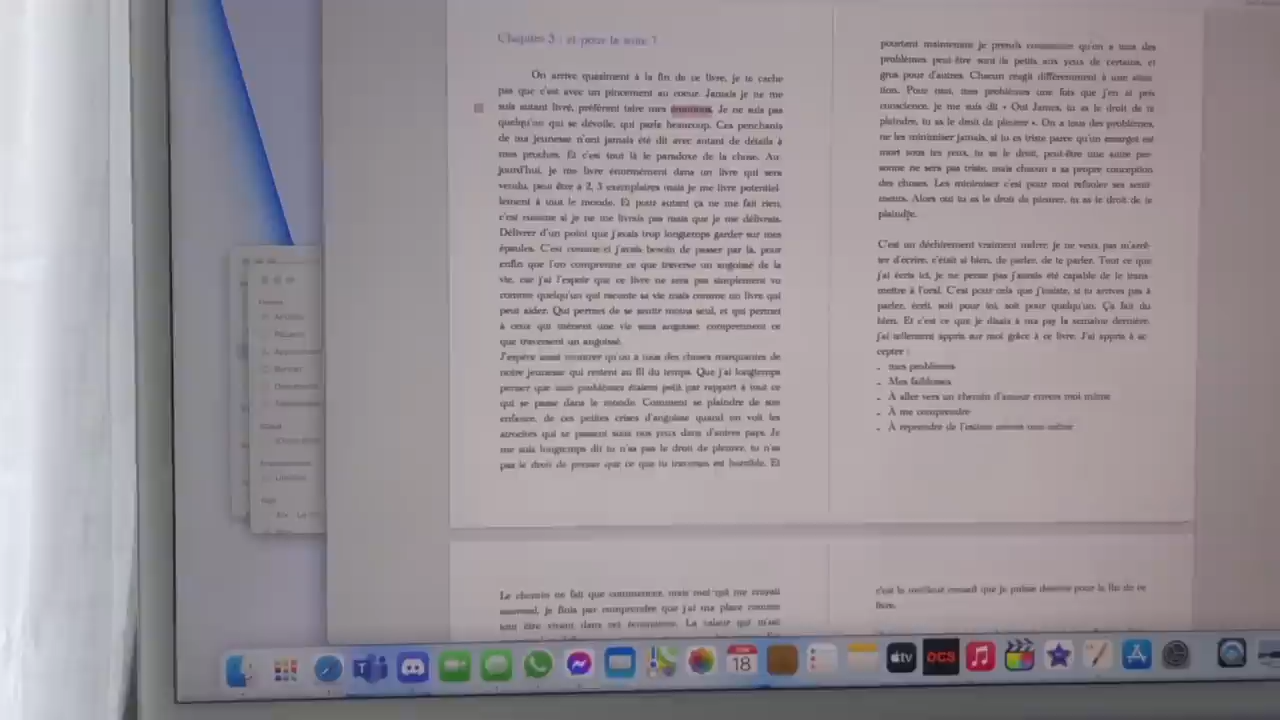 Chapitre 5 : et pour la suite ?
On arrive quasiment à la fin de ce livre, je te cache
pas que c'est avec un pincement au coeur. Jamais je ne me
suis autant livré, préférent taire mes émotions. Je ne suis pas
quelqu'un qui se dévoile, qui parle beaucoup. Ces penchants
de ma jeunesse n'ont jamais été dit avec autant de détails à
mes proches. Et c'est tout là le paradoxe de la chose. Au-
jourd'hui, je me livre énormément dans un livre qui sera
vendu, peut être à 2, 3 exemplaires mais je me livre potentiel-
lement à tout le monde. Et pour autant ça ne me fait rien,
c'est comme si je ne me livrais pas mais que je me délivrais.
Délivrer d'un point que j'avais trop longtemps garder sur mes
épaules. C'est comme si j'avais besoin de passer par là, pour
enfin que l'on comprenne ce que traverse un angoissé de la
vie, car j'ai l'espoir que ce livre ne sera pas simplement vu
comme quelqu'un qui raconte sa vie mais comme un livre qui
peut aider. Qui permet de se sentir moins seul, et qui permet
à ceux qui mènent une vie sans angoisse comprennent ce
que traversent un angoissé.
J'espère aussi montrer qu'on a tous des choses marquantes de
notre jeunesse qui restent au fil du temps. Que j'ai longtemps
penser que mes problèmes étaient petit par rapport à tout ce
qui se passe dans le monde. Comment se plaindre de son
enfance, de ces petites crises d'angoisse quand on voit les
atrocités qui se passent sous nos yeux dans d'autres pays. Je
me suis longtemps dit tu n'as pas le droit de pleurer, tu n'as
pas le droit de penser que ce que tu traverses est horrible. Et
pourtant maintenant je prends conscience qu'on a tous des
problèmes peut-être sont ils petits aux yeux de certains, et
gros pour d'autres. Chacun réagit différemment à une situa-
tion. Pour moi, mes problèmes une fois que j'en ai pris
conscience, je me suis dit « Oui James, tu as le droit de te
plaindre, tu as le droit de pleurer ». On a tous des problèmes,
ne les minimiser jamais, si tu es triste parce qu'un escargot est
mort sous tes yeux, tu as le droit, peut-être une autre per-
sonne ne sera pas triste, mais chacun a sa propre conception
des choses. Les minimiser c'est pour moi refouler ses senti-
ments. Alors oui tu as le droit de pleurer, tu as le droit de te
plaindre.
C'est un déchirement vraiment maître, je ne veux pas m'arrê-
ter d'écrire, c'était si bien, de parler, de te parler. Tout ce que
j'ai écris ici, je ne pense pas j'aurais été capable de le trans-
mettre à l'oral. C'est pour cela que j'insiste, si tu arrives pas à
parler, écrit, soit pour toi, soit pour quelqu'un. Ça fait du
bien. Et c'est ce que je disais à ma psy la semaine dernière,
j'ai tellement appris sur moi grâce à ce livre. J'ai appris à ac-
cepter :
- mes problèmes
- Mes faiblesses
- À aller vers un chemin d'amour envers moi même
- À me comprendre
- À reprendre de l'estime envers moi-même
Le chemin ne fait que commencer, mais moi qui me croyait
anormal, je finis par comprendre que j'ai ma place comme
tout être vivant dans cet écosystème. La valeur qui m'est
c'est le meilleur conseil que je puisse donner pour la fin de ce
livre.
18
tv
OCS